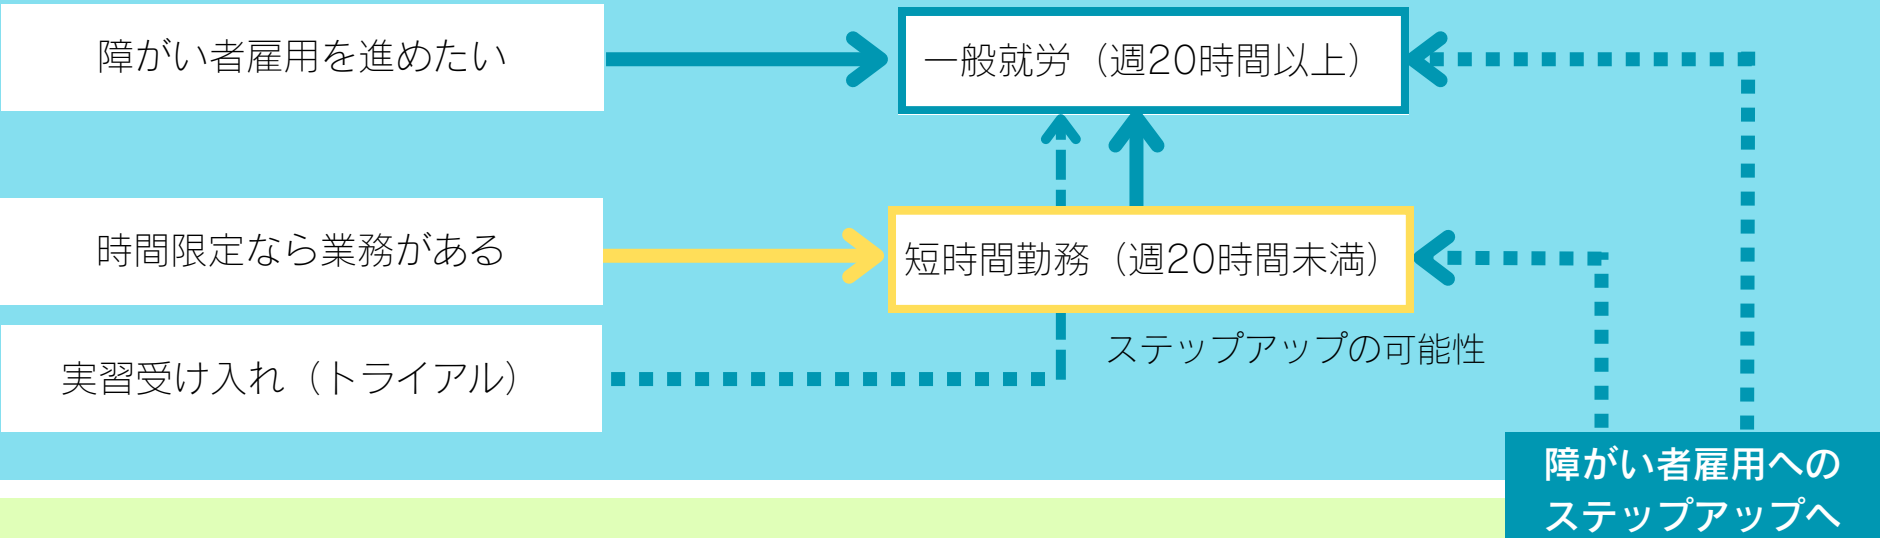 障がい者雇用を進めたい
一般就労（週20時間以上）
時間限定なら業務がある
短時間勤務（週20時間未満）
ステップアップの可能性
実習受け入れ（トライアル）
障がい者雇用への
ステップアップへ